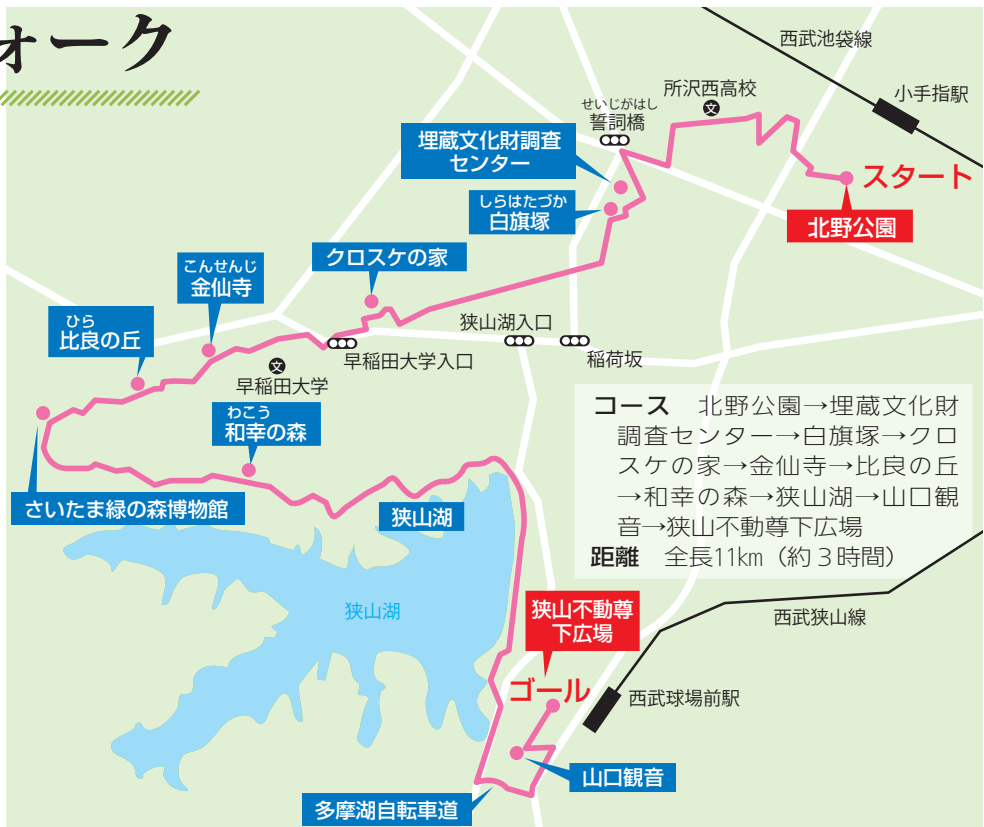 ォーク
西武池袋線
小手指駅
所沢西高校
文
せいじがはし
誓詞橋
埋蔵文化財調査
センター
スタート
北野公園
しらはたづか
白旗塚
クロスケの家
こんせんじ
金仙寺
ひら
比良の丘
狭山湖入口
稲荷坂
早稲田大学入口
文
早稲田大学
わこう
和幸の森
さいたま緑の森博物館
狭山湖
コース 北野公園→埋蔵文化財
調査センター→白旗塚→クロ
スケの家→金仙寺→比良の丘
→和幸の森→狭山湖→山口観
音→狭山不動尊下広場
距離 全長11km(約3時間)
狭山湖
狭山不動尊
下広場
西武狭山線
ゴール
西武球場前駅
山口観音
多摩湖自転車道